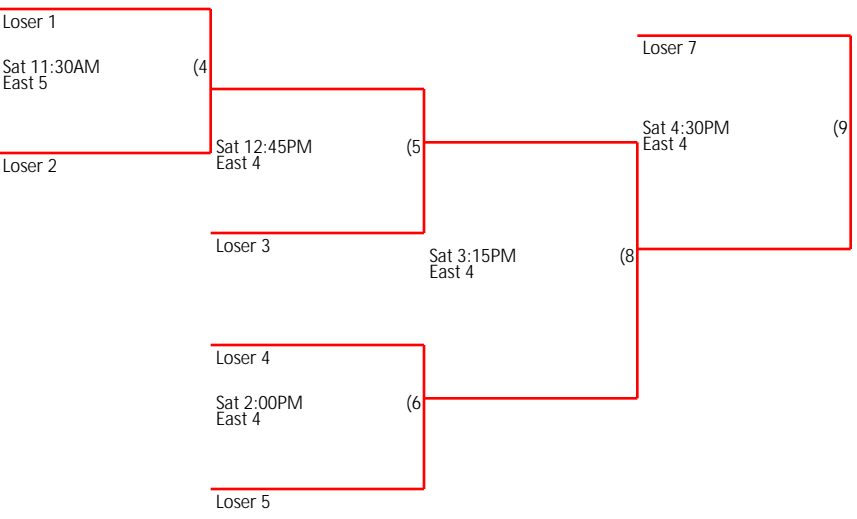 Loser 1
Sat 11:30AM
East 5
(4
Loser 2
Sat 12:45PM
East 4
(5
Loser 3
Loser 4
Sat 2:00PM
East 4
(6
Loser 5
Sat 3:15PM
East 4
(8
Loser 7
Sat 4:30PM
East 4
(9